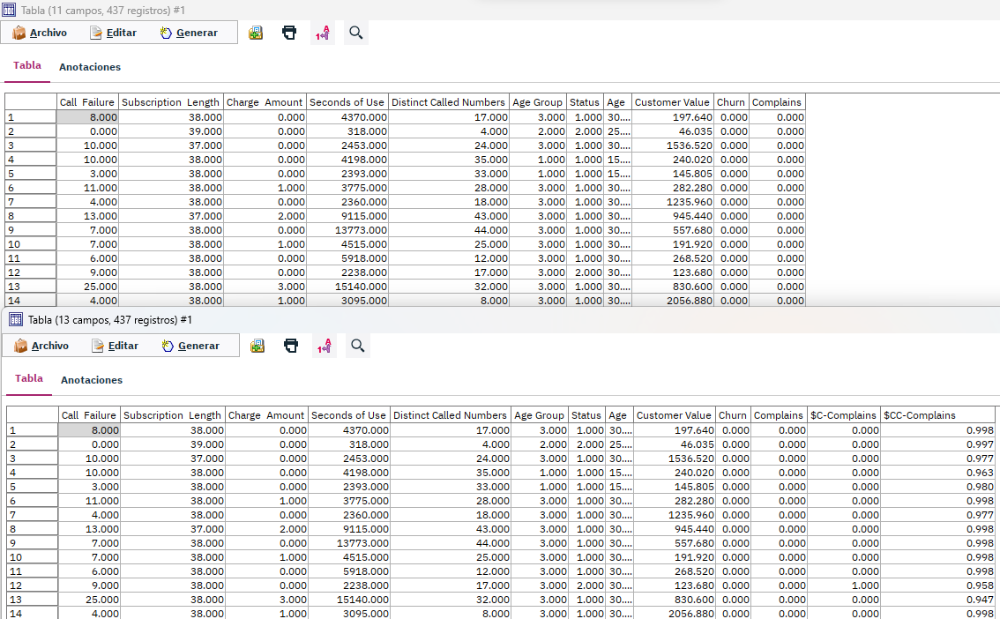 Tabla (11 campos, 437 registros) #1
Archivo Editar Generar
Tabla Anotaciones
Call Failure Subscription Length Charge Amount Seconds of Use Distinct Called Numbers Age Group Status Age Customer Value Churn Complains
1 8.000 38.000 0.000 4370.000 17.000 3.000 1.000 30.... 197.640 0.000 0.000
2 0.000 39.000 0.000 318.000 4.000 2.000 2.000 25.... 46.035 0.000 0.000
3 10.000 37.000 0.000 2453.000 24.000 3.000 1.000 30.... 1536.520 0.000 0.000
4 10.000 38.000 0.000 4198.000 35.000 1.000 1.000 15.... 240.020 0.000 0.000
5 3.000 38.000 0.000 2393.000 33.000 1.000 1.000 15.... 145.805 0.000 0.000
6 11.000 38.000 1.000 3775.000 28.000 3.000 1.000 30.... 282.280 0.000 0.000
7 4.000 38.000 0.000 2360.000 18.000 3.000 1.000 30.... 1235.960 0.000 0.000
8 13.000 37.000 2.000 9115.000 43.000 3.000 1.000 30.... 945.440 0.000 0.000
9 7.000 38.000 0.000 13773.000 44.000 3.000 1.000 30.... 557.680 0.000 0.000
10 7.000 38.000 1.000 4515.000 25.000 3.000 1.000 30.... 191.920 0.000 0.000
11 6.000 38.000 0.000 5918.000 12.000 3.000 1.000 30.... 268.520 0.000 0.000
12 9.000 38.000 0.000 2238.000 17.000 3.000 2.000 30.... 123.680 0.000 0.000
13 25.000 38.000 3.000 15140.000 32.000 3.000 1.000 30.... 830.600 0.000 0.000
14 4.000 38.000 1.000 3095.000 8.000 3.000 1.000 30.... 2056.880 0.000 0.000
Tabla (13 campos, 437 registros) #1
Archivo Editar Generar
Tabla Anotaciones
Call Failure Subscription Length Charge Amount Seconds of Use Distinct Called Numbers Age Group Status Age Customer Value Churn Complains $C-Complains $CC-Complains
1 8.000 38.000 0.000 4370.000 17.000 3.000 1.000 30.... 197.640 0.000 0.000 0.000 0.998
2 0.000 39.000 0.000 318.000 4.000 2.000 2.000 25.... 46.035 0.000 0.000 0.000 0.997
3 10.000 37.000 0.000 2453.000 24.000 3.000 1.000 30.... 1536.520 0.000 0.000 0.000 0.977
4 10.000 38.000 0.000 4198.000 35.000 1.000 1.000 15.... 240.020 0.000 0.000 0.000 0.963
5 3.000 38.000 0.000 2393.000 33.000 1.000 1.000 15.... 145.805 0.000 0.000 0.000 0.980
6 11.000 38.000 1.000 3775.000 28.000 3.000 1.000 30.... 282.280 0.000 0.000 0.000 0.998
7 4.000 38.000 0.000 2360.000 18.000 3.000 1.000 30.... 1235.960 0.000 0.000 0.000 0.977
8 13.000 37.000 2.000 9115.000 43.000 3.000 1.000 30.... 945.440 0.000 0.000 0.000 0.998
9 7.000 38.000 0.000 13773.000 44.000 3.000 1.000 30.... 557.680 0.000 0.000 0.000 0.998
10 7.000 38.000 1.000 4515.000 25.000 3.000 1.000 30.... 191.920 0.000 0.000 0.000 0.998
11 6.000 38.000 0.000 5918.000 12.000 3.000 1.000 30.... 268.520 0.000 0.000 0.000 0.998
12 9.000 38.000 0.000 2238.000 17.000 3.000 2.000 30.... 123.680 0.000 0.000 1.000 0.958
13 25.000 38.000 3.000 15140.000 32.000 3.000 1.000 30.... 830.600 0.000 0.000 0.000 0.947
14 4.000 38.000 1.000 3095.000 8.000 3.000 1.000 30.... 2056.880 0.000 0.000 0.000 0.998